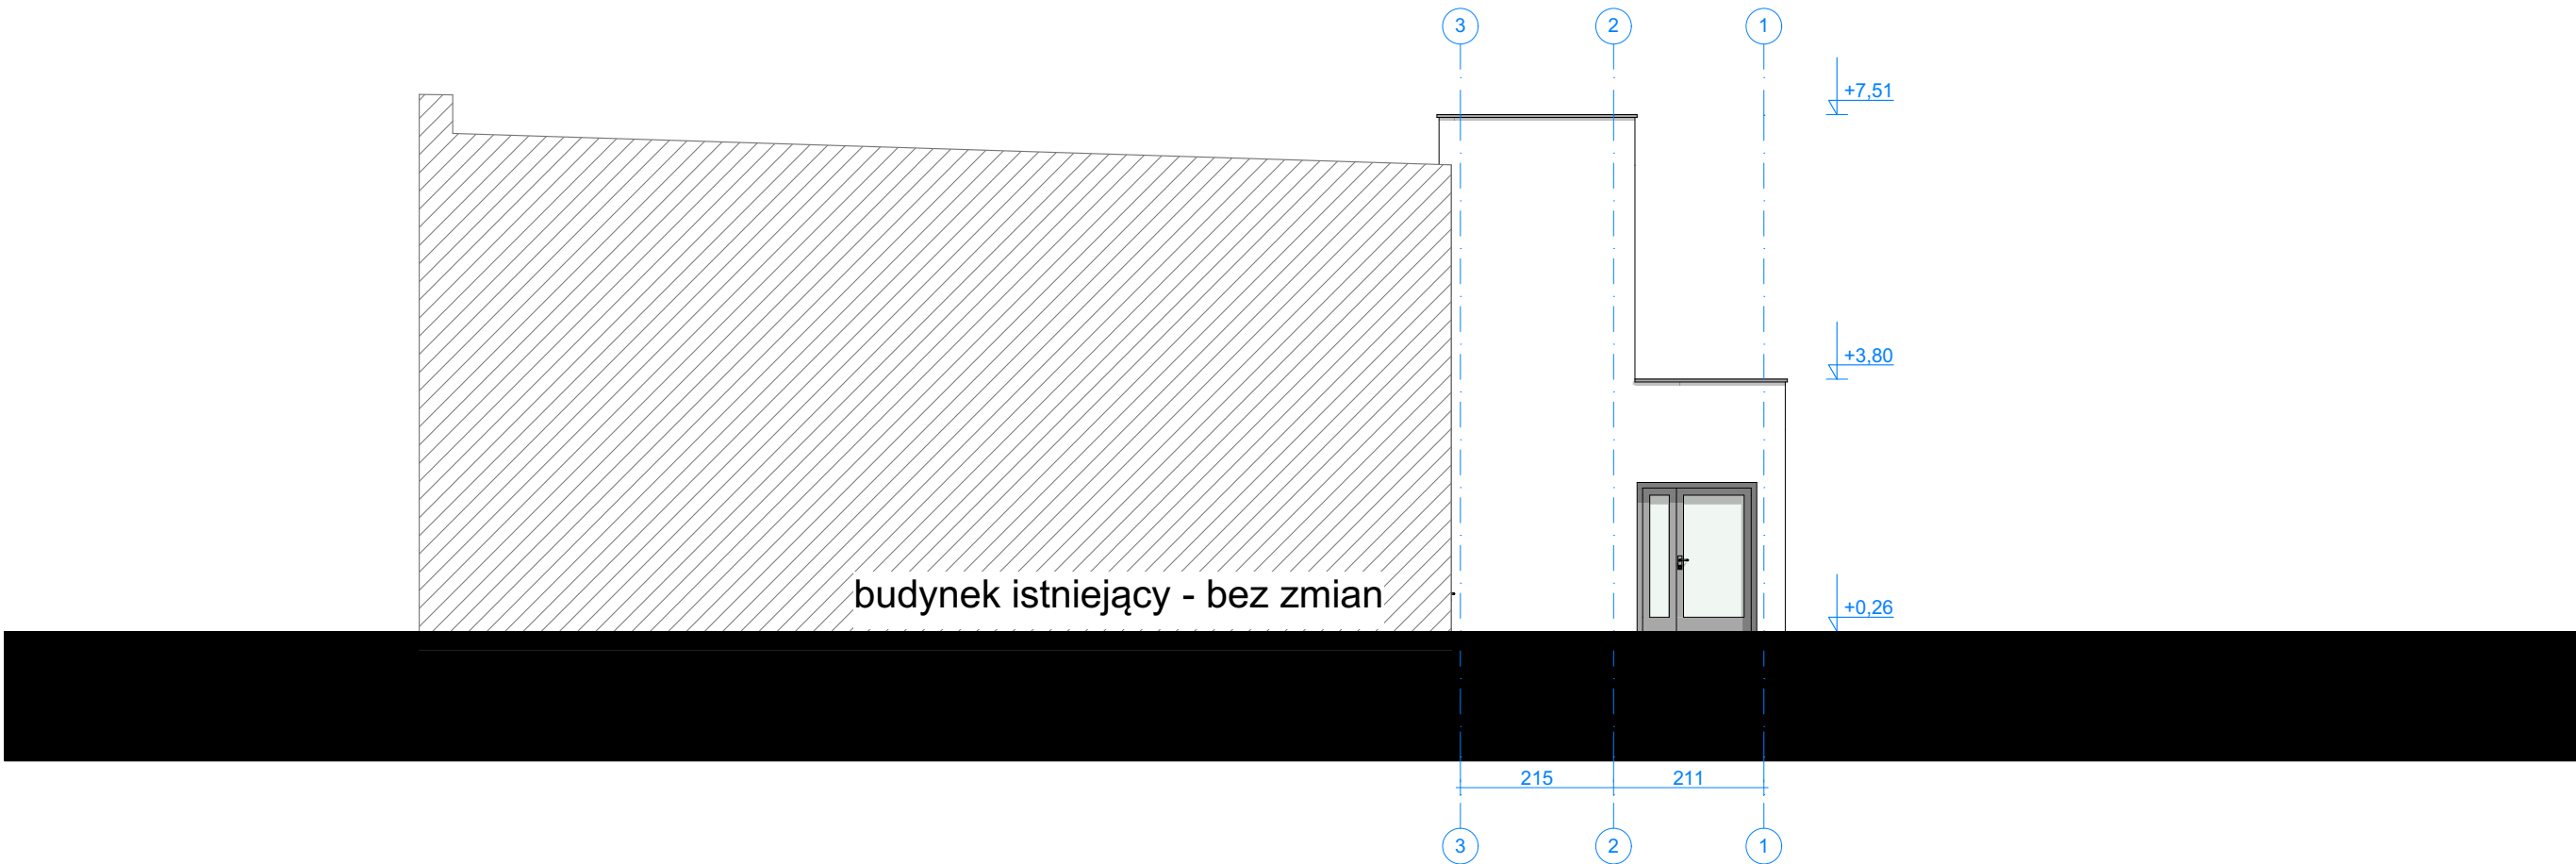 3 2 1
+7,51
+3,80
+0,26
budynek istniejący - bez zmian
215 211
3 2 1